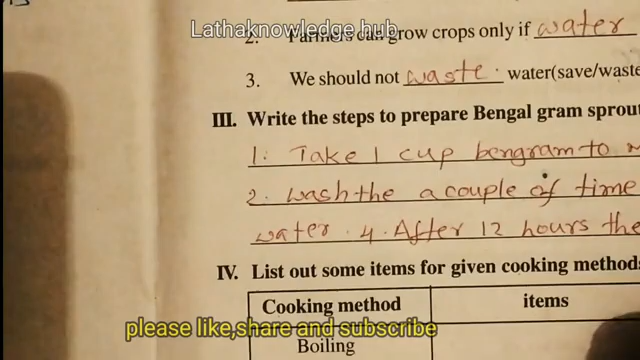 Lathaknowledge hub
2. Farmers can grow crops only if water
3. We should not waste. water(save/waste
III. Write the steps to prepare Bengal gram sprout
1. Take 1 cup bengram to
2. wash the a couple of time
water. 4. After 12 hours the
IV. List out some items for given cooking methods
Cooking method items
please like,share and subscribe
Boiling